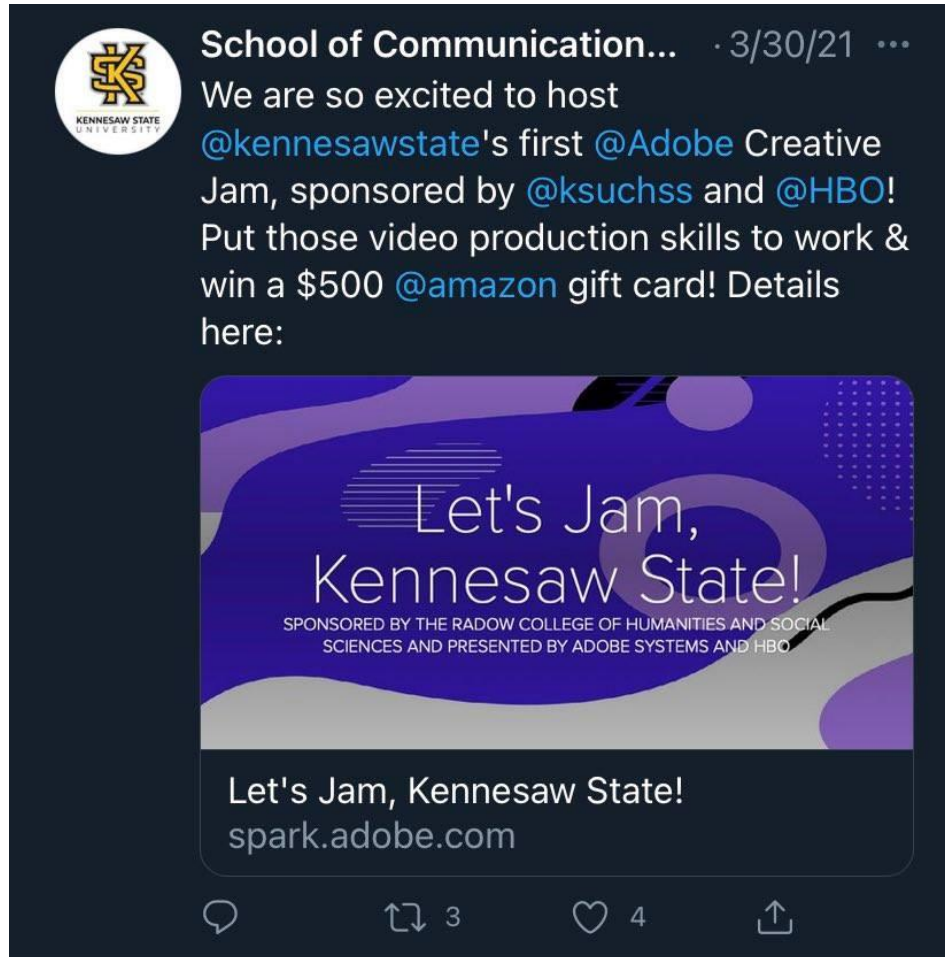 School of Communication... · 3/30/21 ...
KS
KENNESAW STATE
UNIVERSITY
We are so excited to host
@kennesawstate's first @Adobe Creative
Jam, sponsored by @ksuchss and @HBO!
Put those video production skills to work &
win a $500 @amazon gift card! Details
here:
Let's Jam,
Kennesaw State!
SPONSORED BY THE RADOW COLLEGE OF HUMANITIES AND SOCIAL
SCIENCES AND PRESENTED BY ADOBE SYSTEMS AND HBO
Let's Jam, Kennesaw State!
spark.adobe.com
3 4